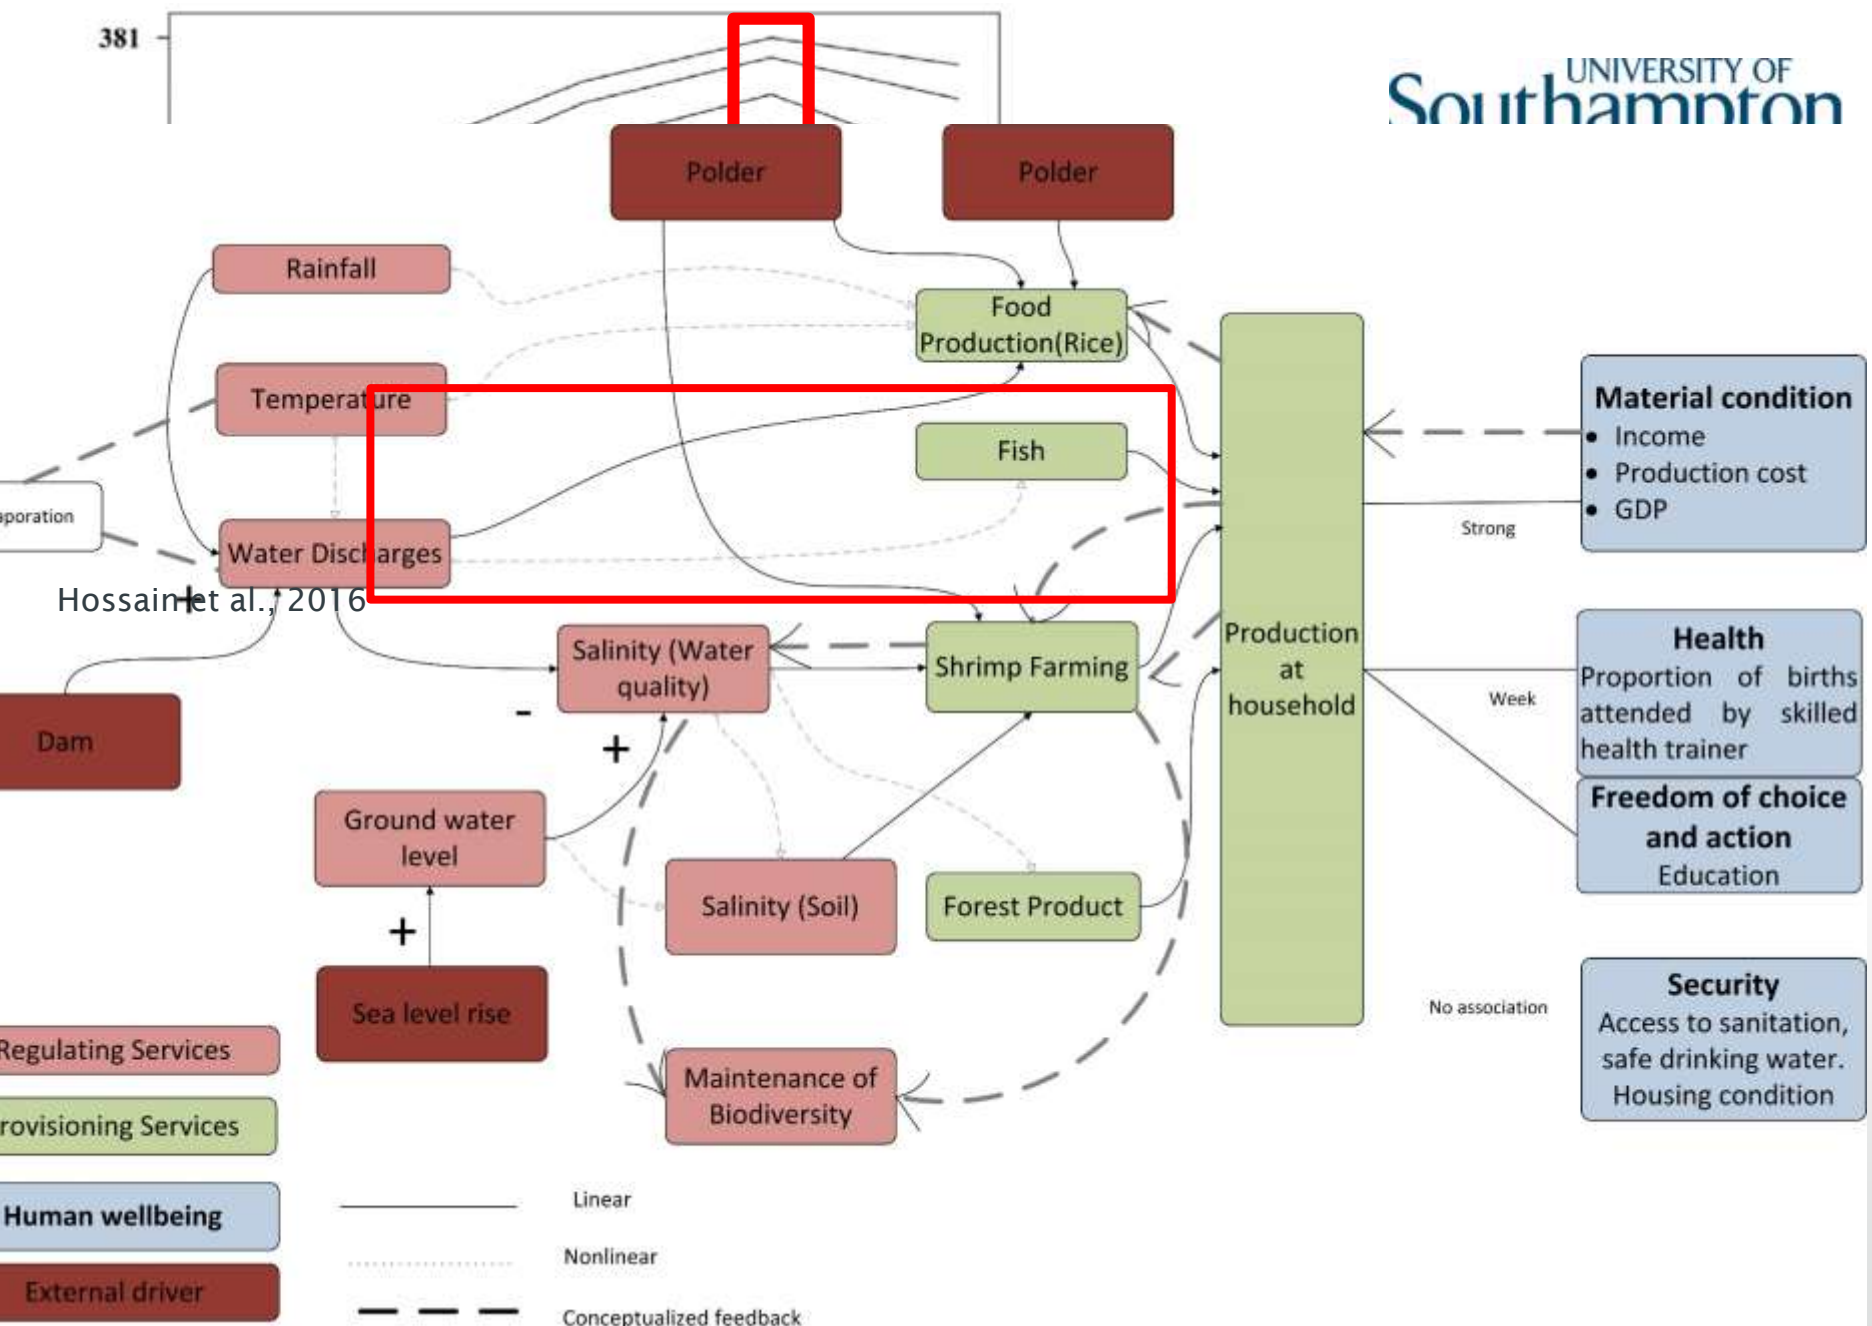 381
UNIVERSITY OF
Southampton
Polder
Polder
Rainfall
Food
Production(Rice)
Temperature
Material condition
• Income
• Production cost
• GDP
Fish
aporation
Strong
Water Discharges
+
Hossain et al., 2016
Salinity (Water
quality)
Shrimp Farming
Production
at
household
Health
Proportion of births
attended by skilled
health trainer
Week
-
+
Dam
Freedom of choice
and action
Education
Ground water
level
Salinity (Soil)
Forest Product
+
Sea level rise
No association
Security
Access to sanitation,
safe drinking water.
Housing condition
Regulating Services
Maintenance of
Biodiversity
rovisioning Services
Human wellbeing
Linear
Nonlinear
External driver
Conceptualized feedback